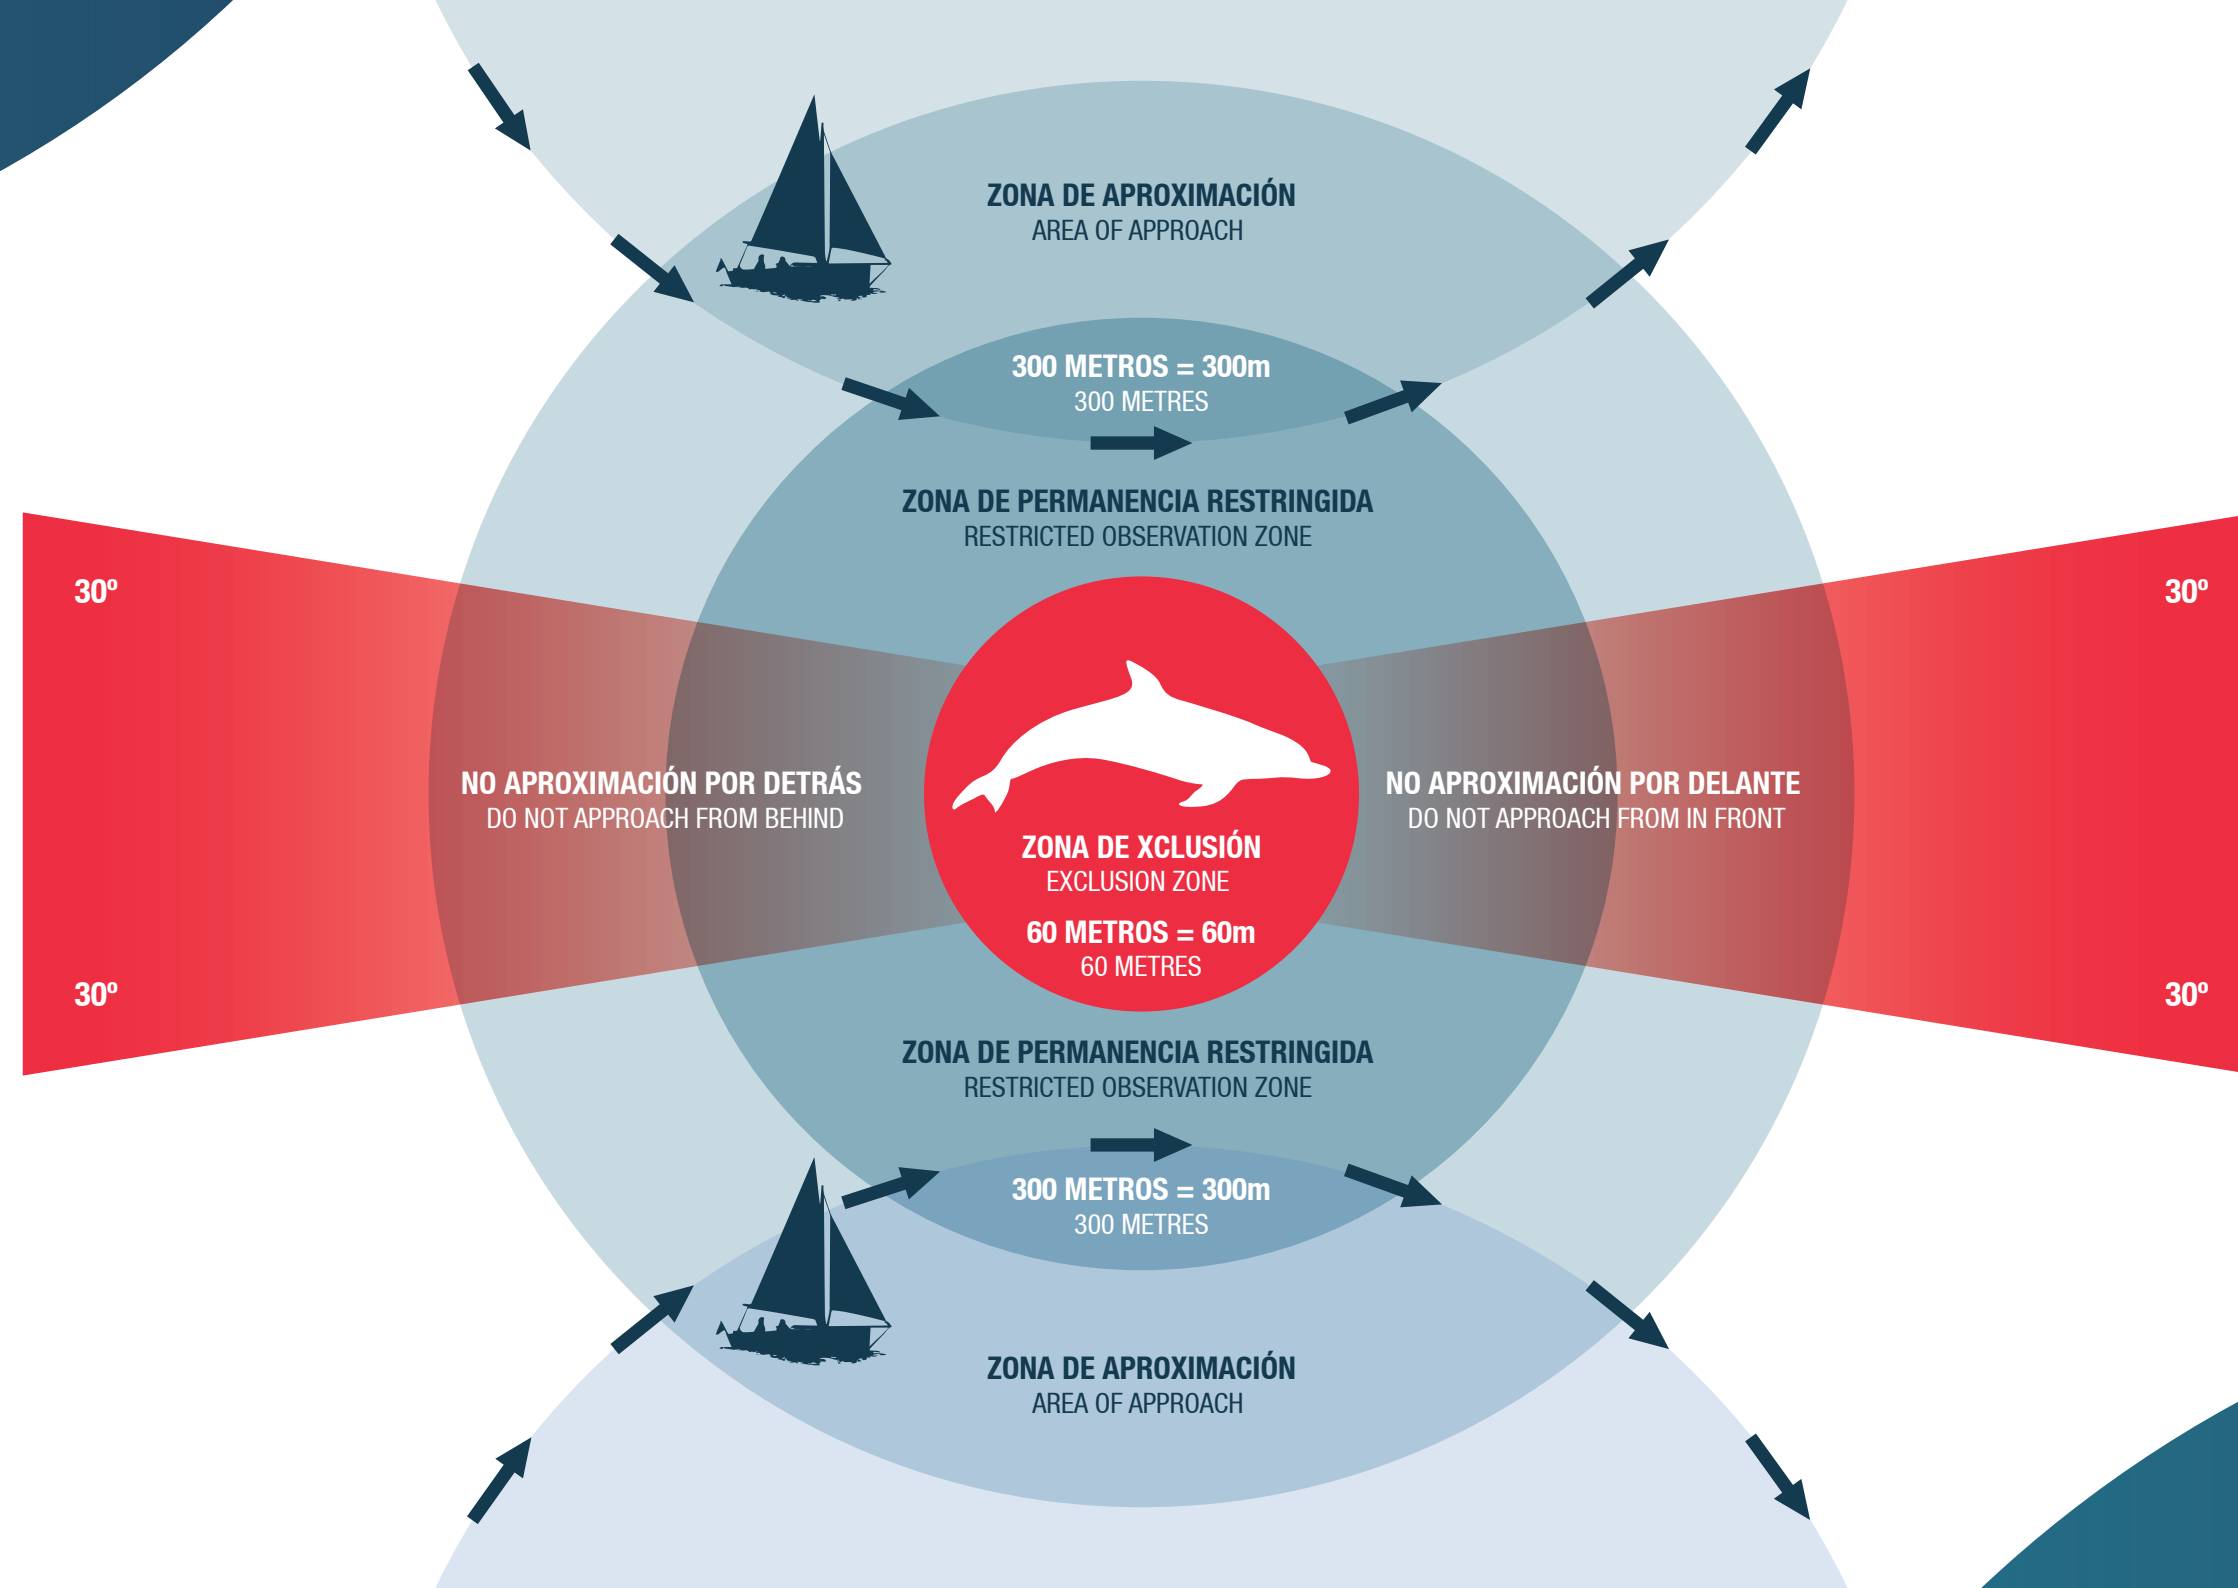 ZONA DE APROXIMACIÓN
AREA OF APPROACH
300 METROS = 300m
300 METRES
ZONA DE PERMANENCIA RESTRINGIDA
RESTRICTED OBSERVATION ZONE
30º
30º
NO APROXIMACIÓN POR DETRÁS
DO NOT APPROACH FROM BEHIND
NO APROXIMACIÓN POR DELANTE
DO NOT APPROACH FROM IN FRONT
ZONA DE XCLUSIÓN
EXCLUSION ZONE
60 METROS = 60m
60 METRES
30º
30º
ZONA DE PERMANENCIA RESTRINGIDA
RESTRICTED OBSERVATION ZONE
300 METROS = 300m
300 METRES
ZONA DE APROXIMACIÓN
AREA OF APPROACH